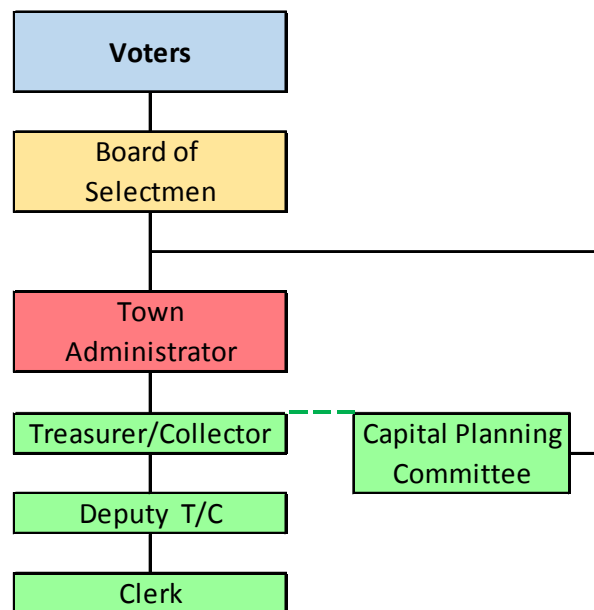 Voters
Board of
Selectmen
Town
Administrator
Treasurer/Collector
Capital Planning
Committee
Deputy T/C
Clerk